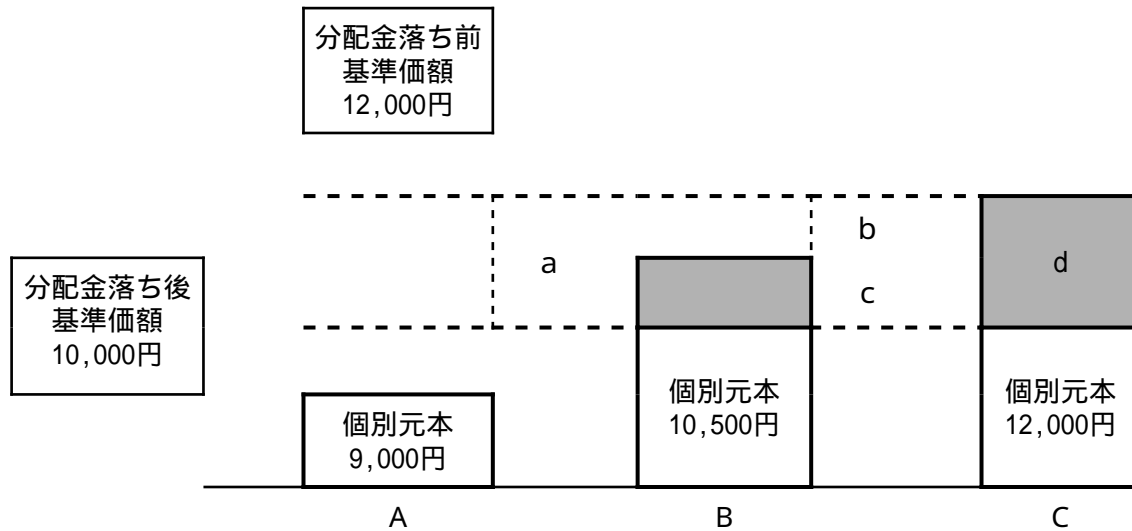 分配金落ち前
基準価額
12,000円
b
a
d
c
分配金落ち後
基準価額
10,000円
個別元本
9,000円
個別元本
10,500円
個別元本
12,000円
A
B
C